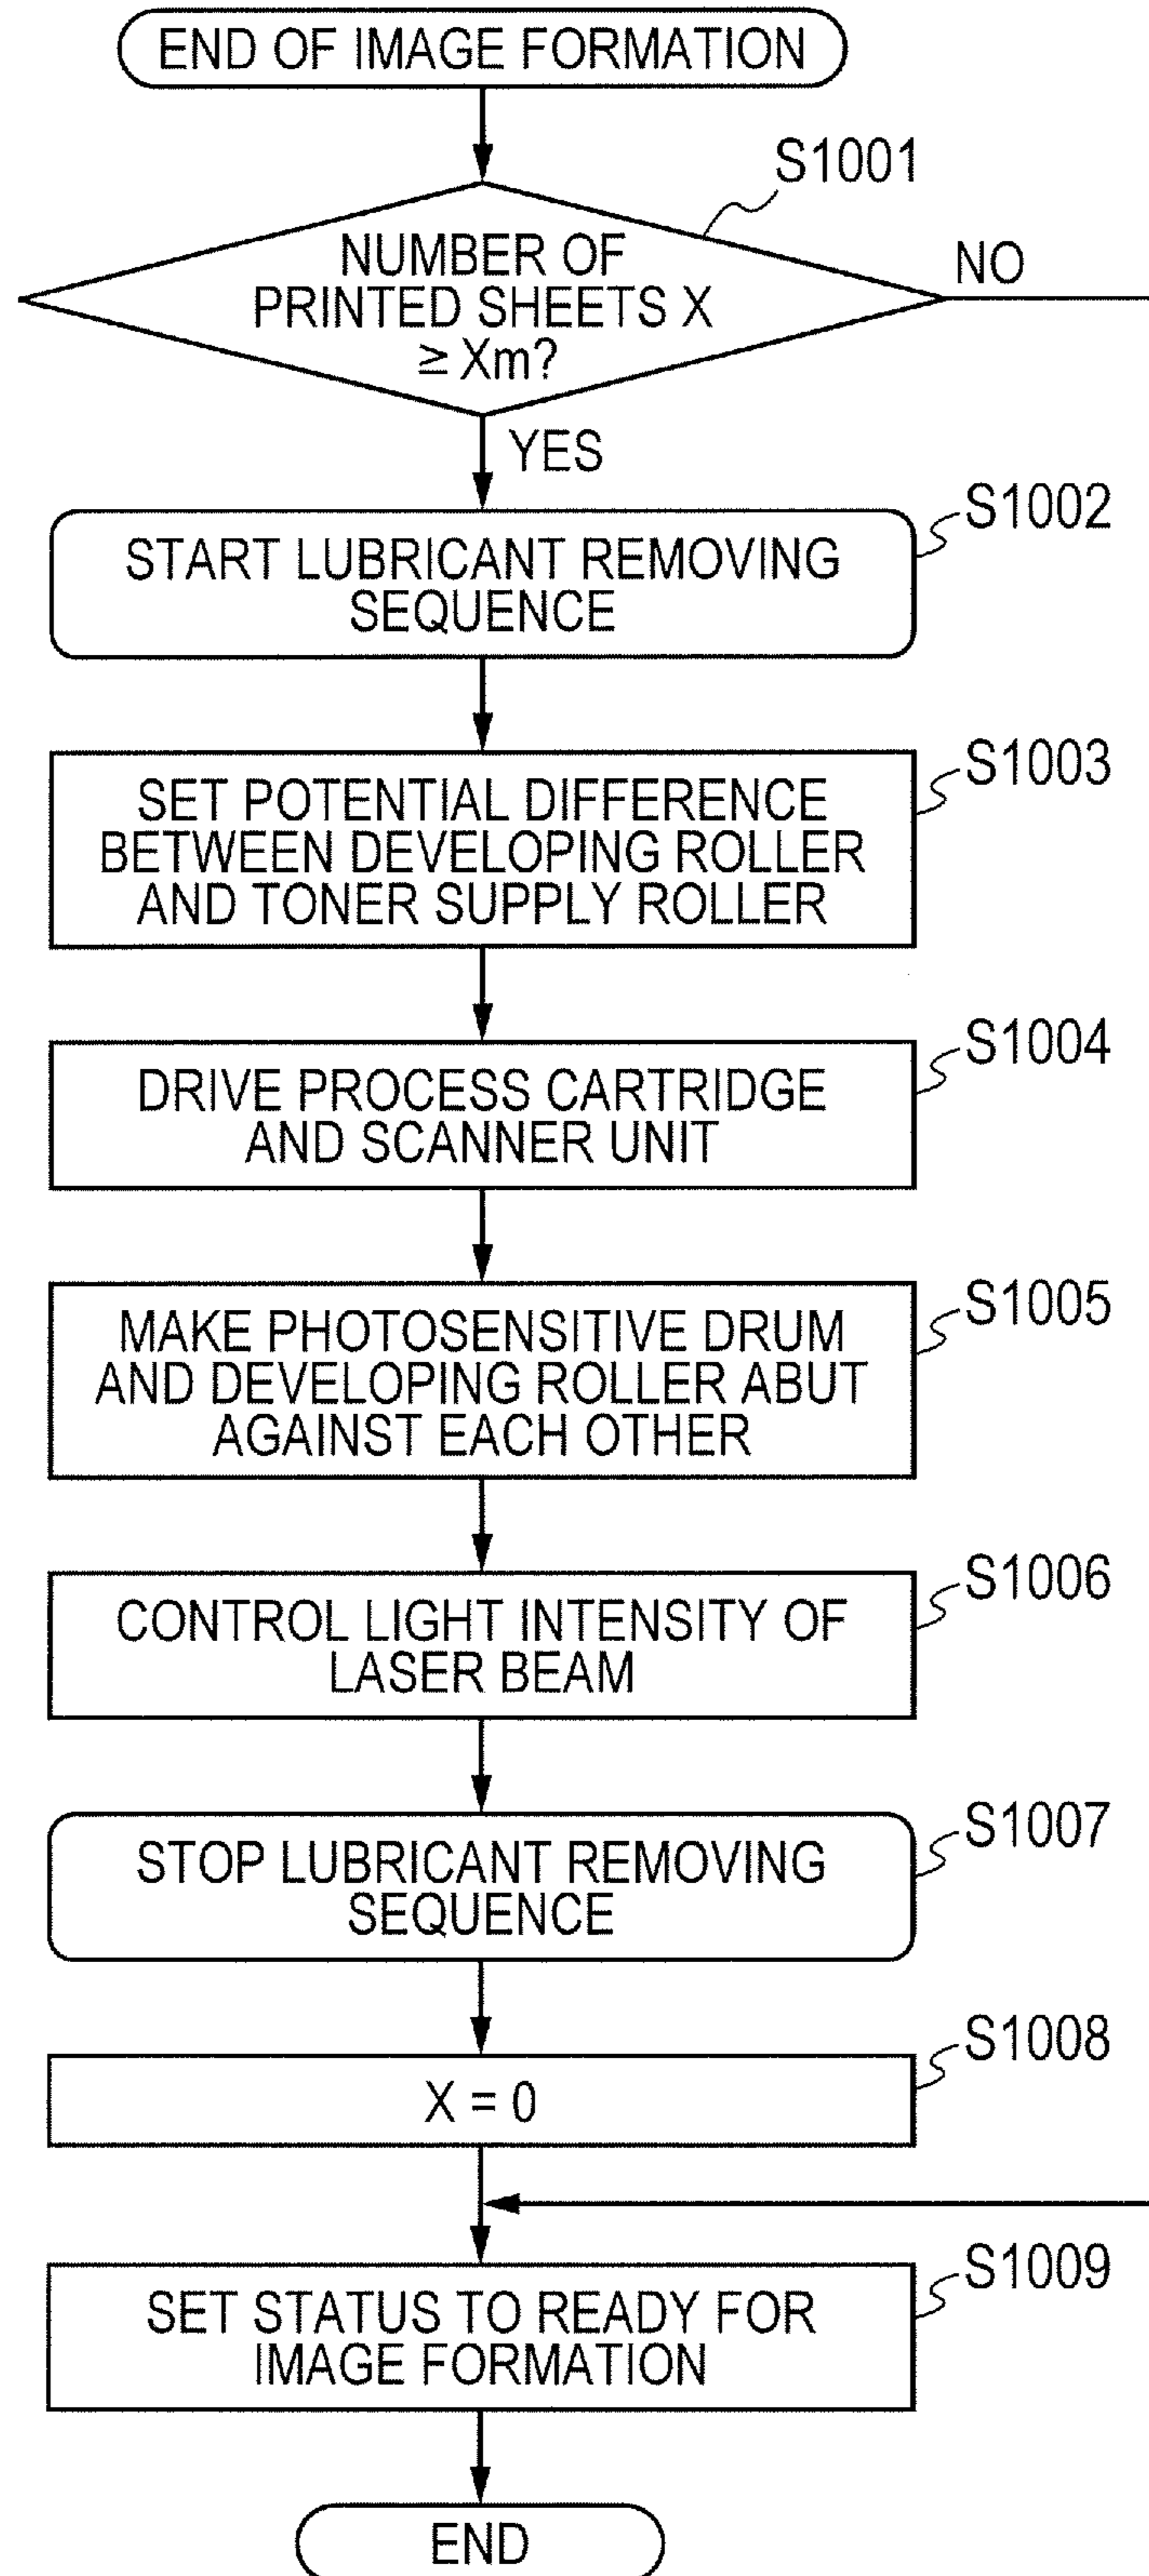 END OF IMAGE FORMATION
S1001
NUMBER OF
PRINTED SHEETS X
≥ Xm?
NO
YES
S1002
START LUBRICANT REMOVING
SEQUENCE
S1003
SET POTENTIAL DIFFERENCE
BETWEEN DEVELOPING ROLLER
AND TONER SUPPLY ROLLER
S1004
DRIVE PROCESS CARTRIDGE
AND SCANNER UNIT
S1005
MAKE PHOTOSENSITIVE DRUM
AND DEVELOPING ROLLER ABUT
AGAINST EACH OTHER
S1006
CONTROL LIGHT INTENSITY OF
LASER BEAM
S1007
STOP LUBRICANT REMOVING
SEQUENCE
S1008
X = 0
S1009
SET STATUS TO READY FOR
IMAGE FORMATION
END